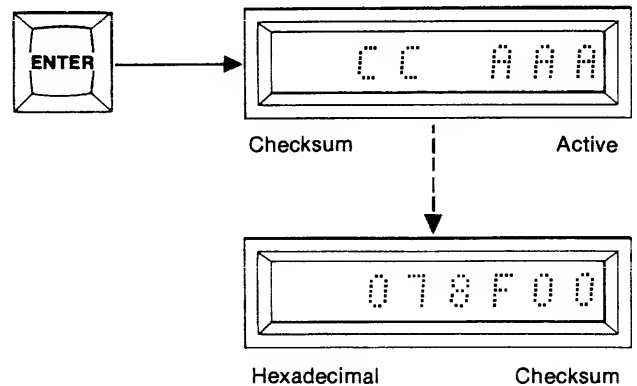 ENTER
CC AAA
Checksum Active
078F00
Hexadecimal Checksum